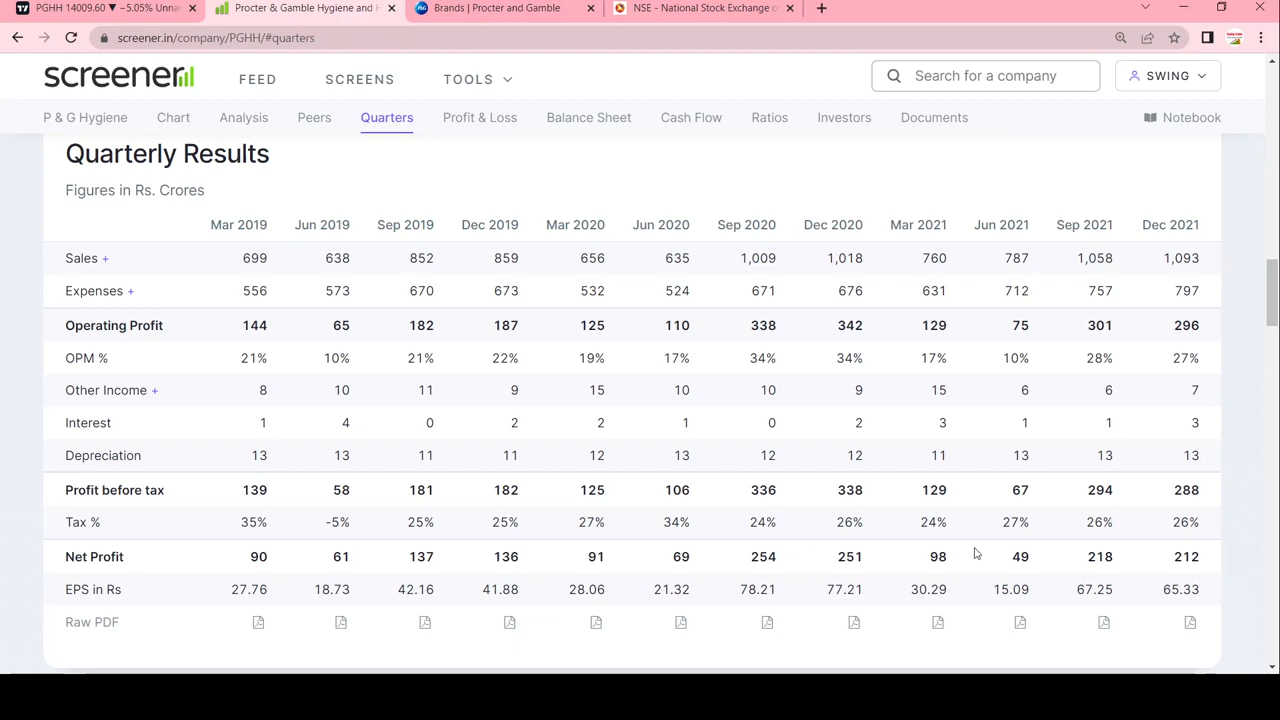 PGHH 14009.60 ▼ −5.05% Unna
Procter & Gamble Hygiene and H
Brands | Procter and Gamble
NSE - National Stock Exchange o
screener.in/company/PGHH/#quarters
screener FEED SCREENS TOOLS Search for a company SWING
P & G Hygiene Chart Analysis Peers Quarters Profit & Loss Balance Sheet Cash Flow Ratios Investors Documents Notebook
Quarterly Results
Figures in Rs. Crores
Mar 2019 Jun 2019 Sep 2019 Dec 2019 Mar 2020 Jun 2020 Sep 2020 Dec 2020 Mar 2021 Jun 2021 Sep 2021 Dec 2021
Sales + 699 638 852 859 656 635 1,009 1,018 760 787 1,058 1,093
Expenses + 556 573 670 673 532 524 671 676 631 712 757 797
Operating Profit 144 65 182 187 125 110 338 342 129 75 301 296
OPM % 21% 10% 21% 22% 19% 17% 34% 34% 17% 10% 28% 27%
Other Income + 8 10 11 9 15 10 10 9 15 6 6 7
Interest 1 4 0 2 2 1 0 2 3 1 1 3
Depreciation 13 13 11 11 12 13 12 12 11 13 13 13
Profit before tax 139 58 181 182 125 106 336 338 129 67 294 288
Tax % 35% -5% 25% 25% 27% 34% 24% 26% 24% 27% 26% 26%
Net Profit 90 61 137 136 91 69 254 251 98 49 218 212
EPS in Rs 27.76 18.73 42.16 41.88 28.06 21.32 78.21 77.21 30.29 15.09 67.25 65.33
Raw PDF